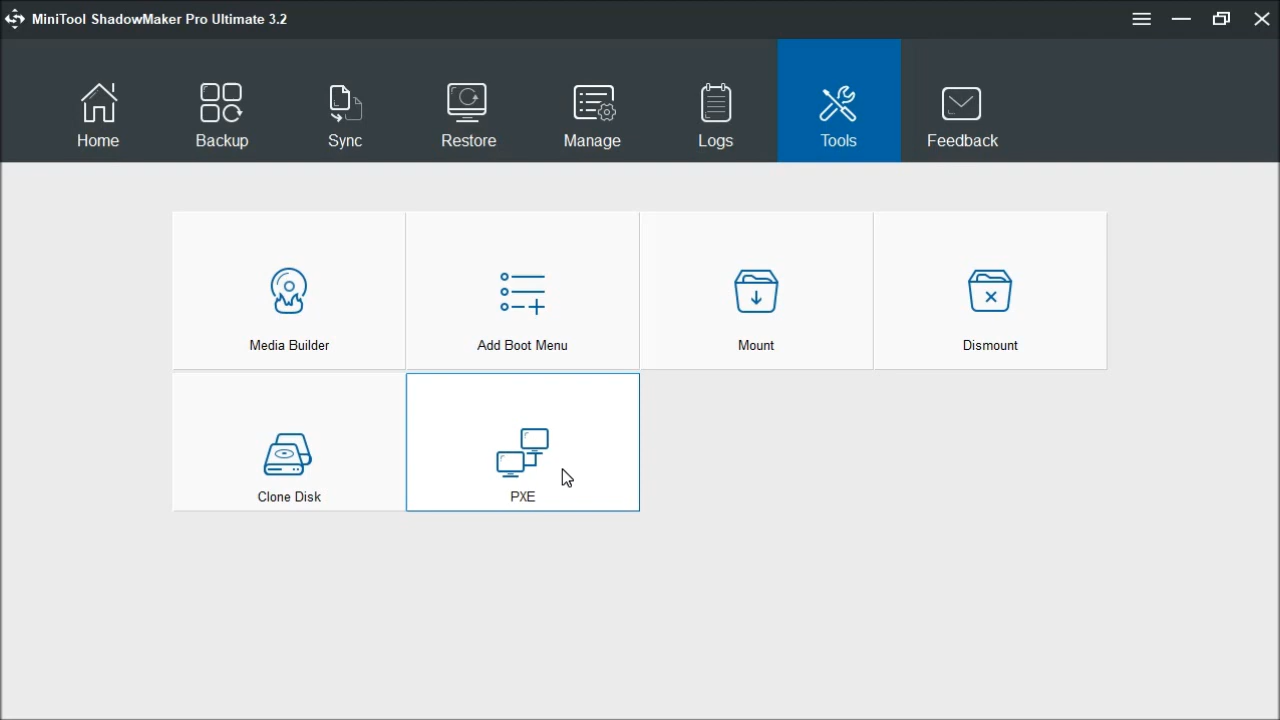 MiniTool ShadowMaker Pro Ultimate 3.2
Home Backup Sync Restore Manage Logs Tools Feedback
Media Builder Add Boot Menu Mount Dismount
Clone Disk PXE